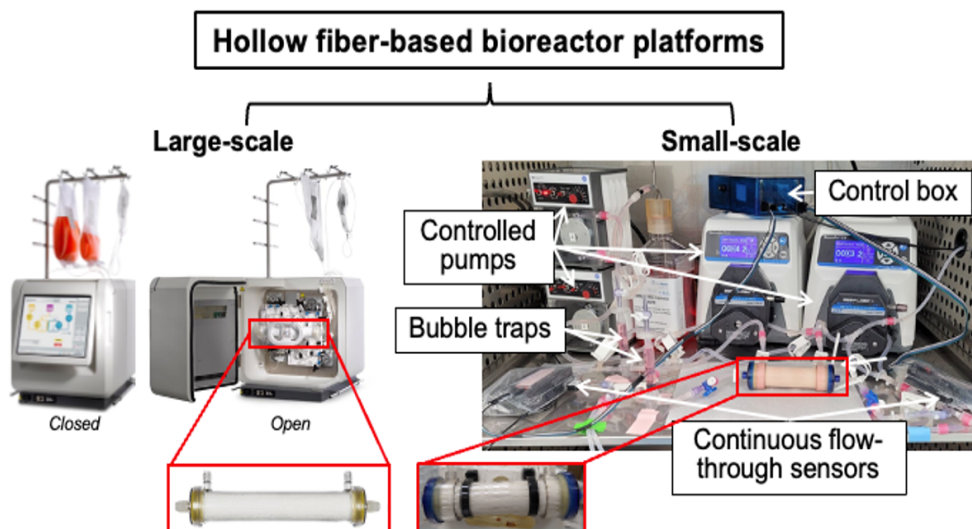 Hollow fiber-based bioreactor platforms
Large-scale
Small-scale
Control box
Controlled
pumps
Bubble traps
Closed
Open
Continuous flow-
through sensors